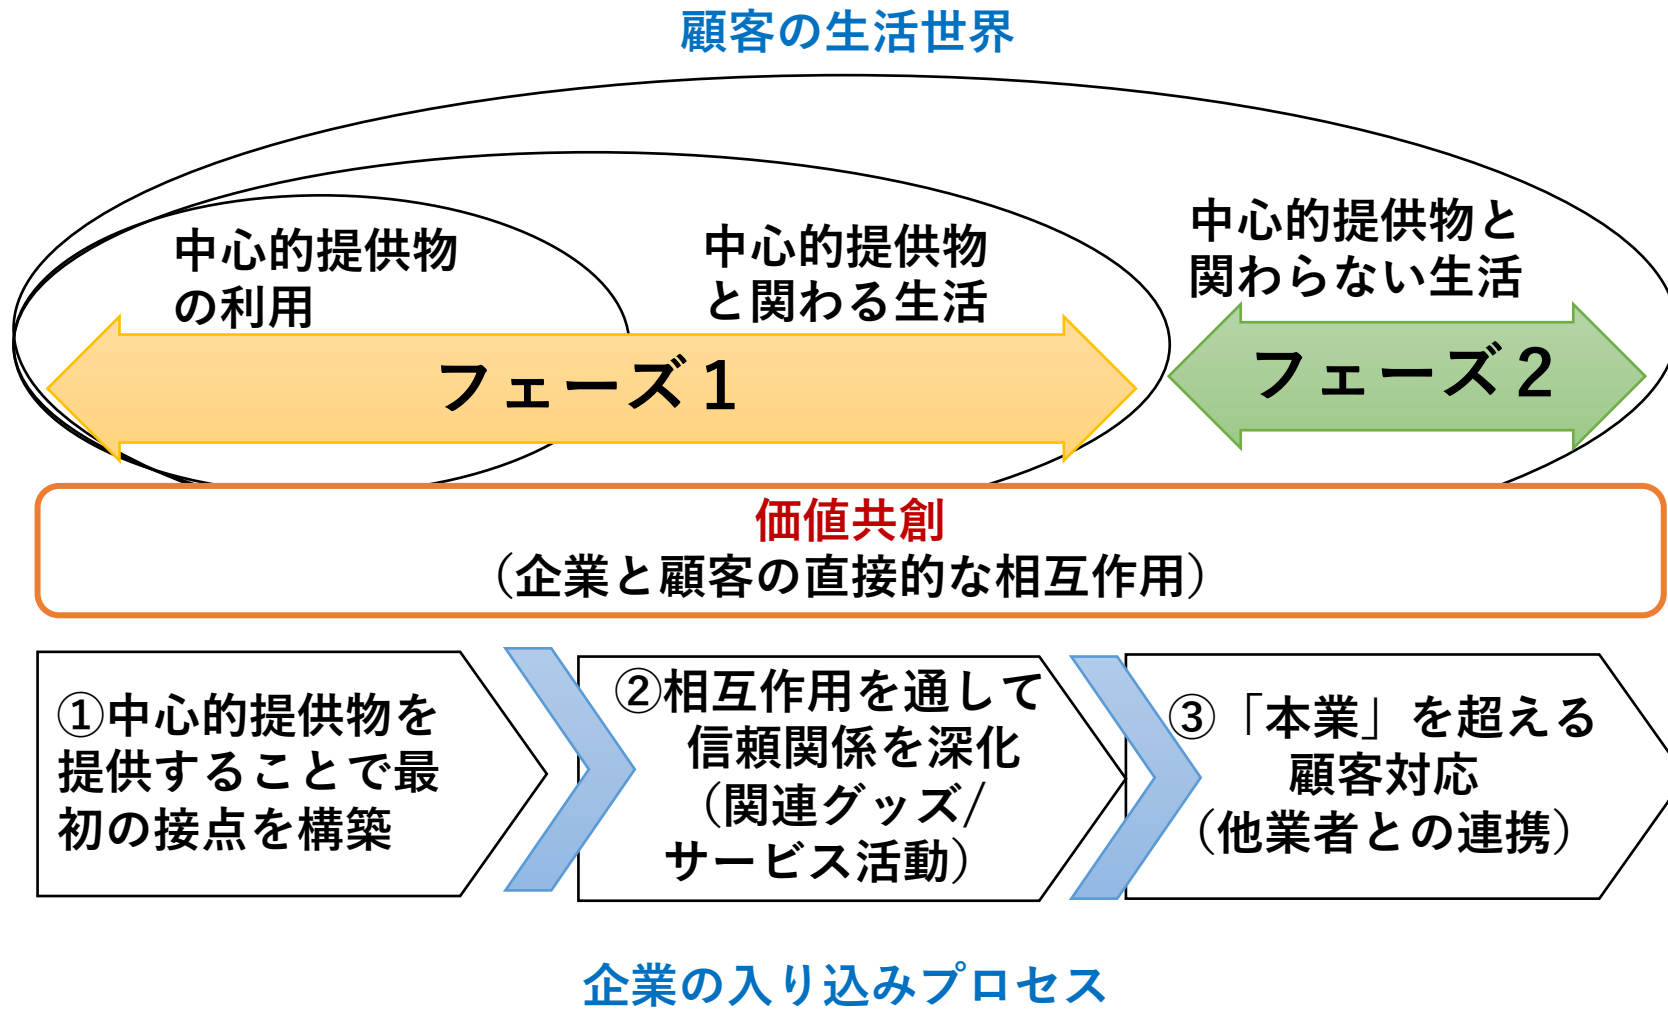 顧客の生活世界
中心的提供物
の利用
中心的提供物
と関わる生活
中心的提供物と
関わらない生活
フェーズ1
フェーズ2
価値共創
（企業と顧客の直接的な相互作用）
①中心的提供物を
提供することで最
初の接点を構築
②相互作用を通して
信頼関係を深化
（関連グッズ/
サービス活動）
③「本業」を超える
顧客対応
（他業者との連携）
企業の入り込みプロセス